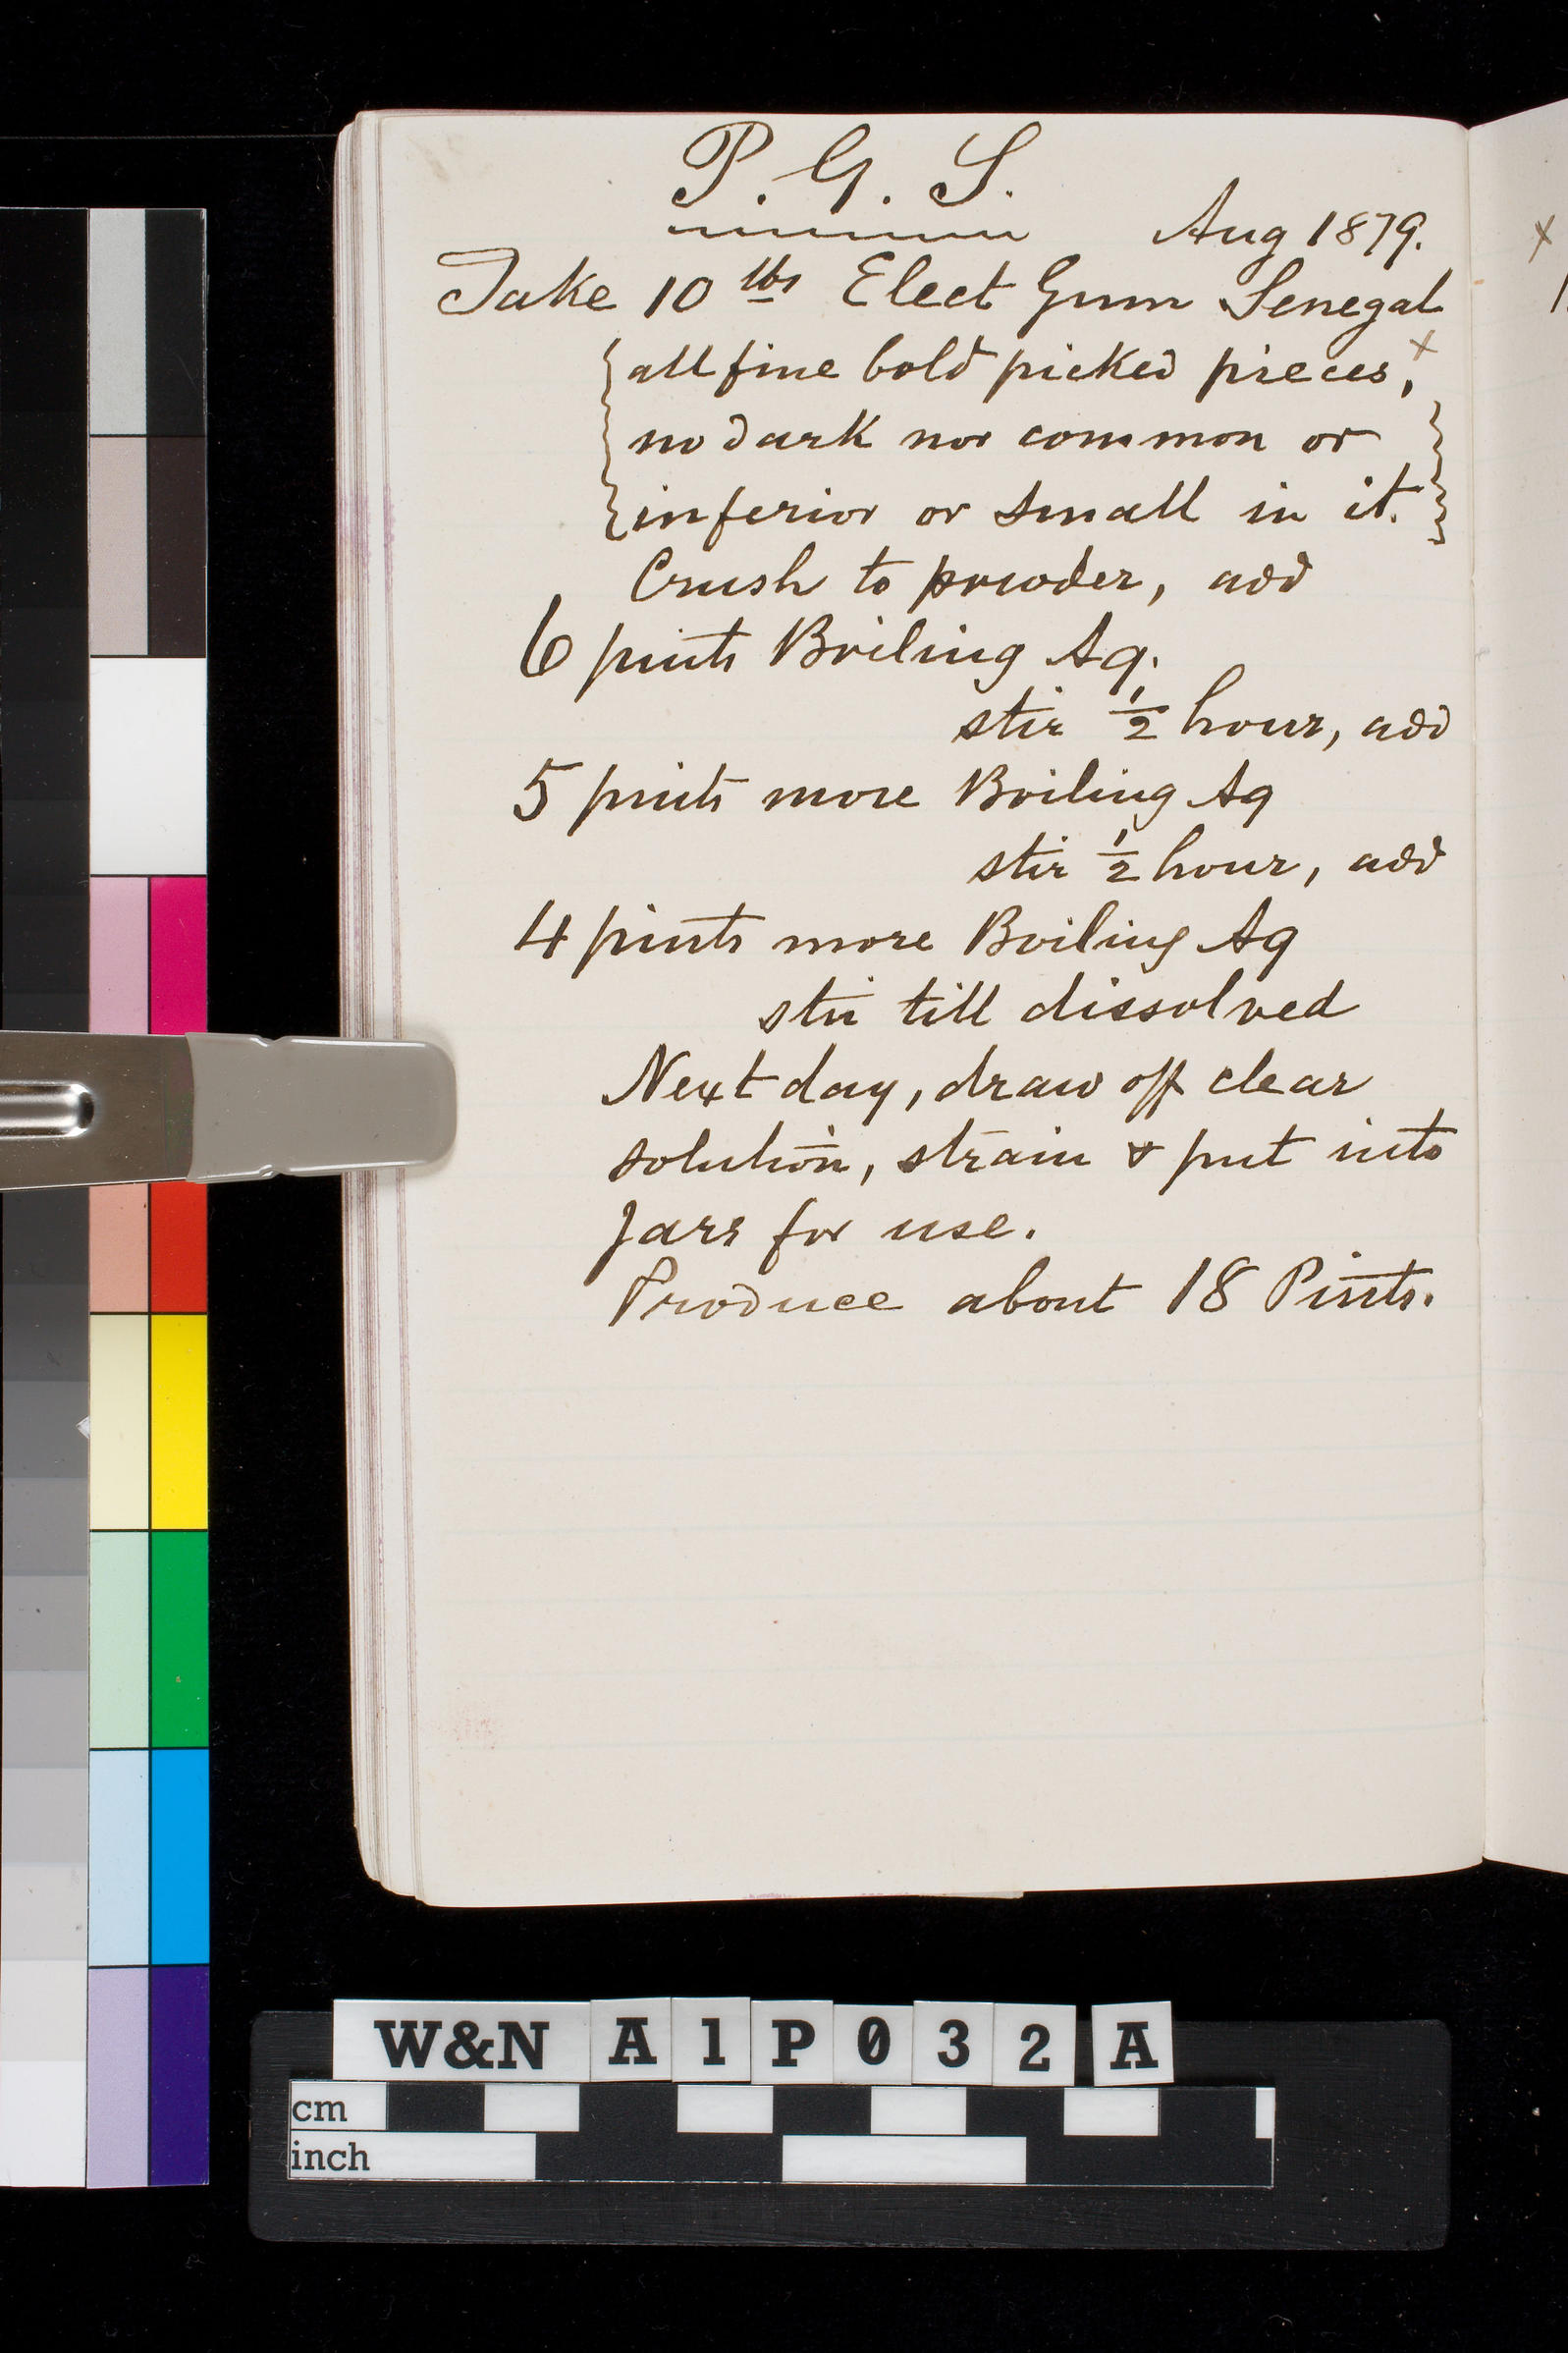 P. G. S.
Aug 1879.
Take 10 lbs Elect Gum Senegal
all fine bold picked pieces, x
no dark nor common or
inferior or small in it.
Crush to powder, add
6 pints Boiling Aq.
stir 1/2 hour, add
5 pints more Boiling Aq
stir 1/2 hour, add
4 pints more Boiling Aq
stir till dissolved
Next day, draw off clear
solution, strain & put into
Jars for use.
Produce about 18 Pints.
x
W&N A1P032 A
cm
inch